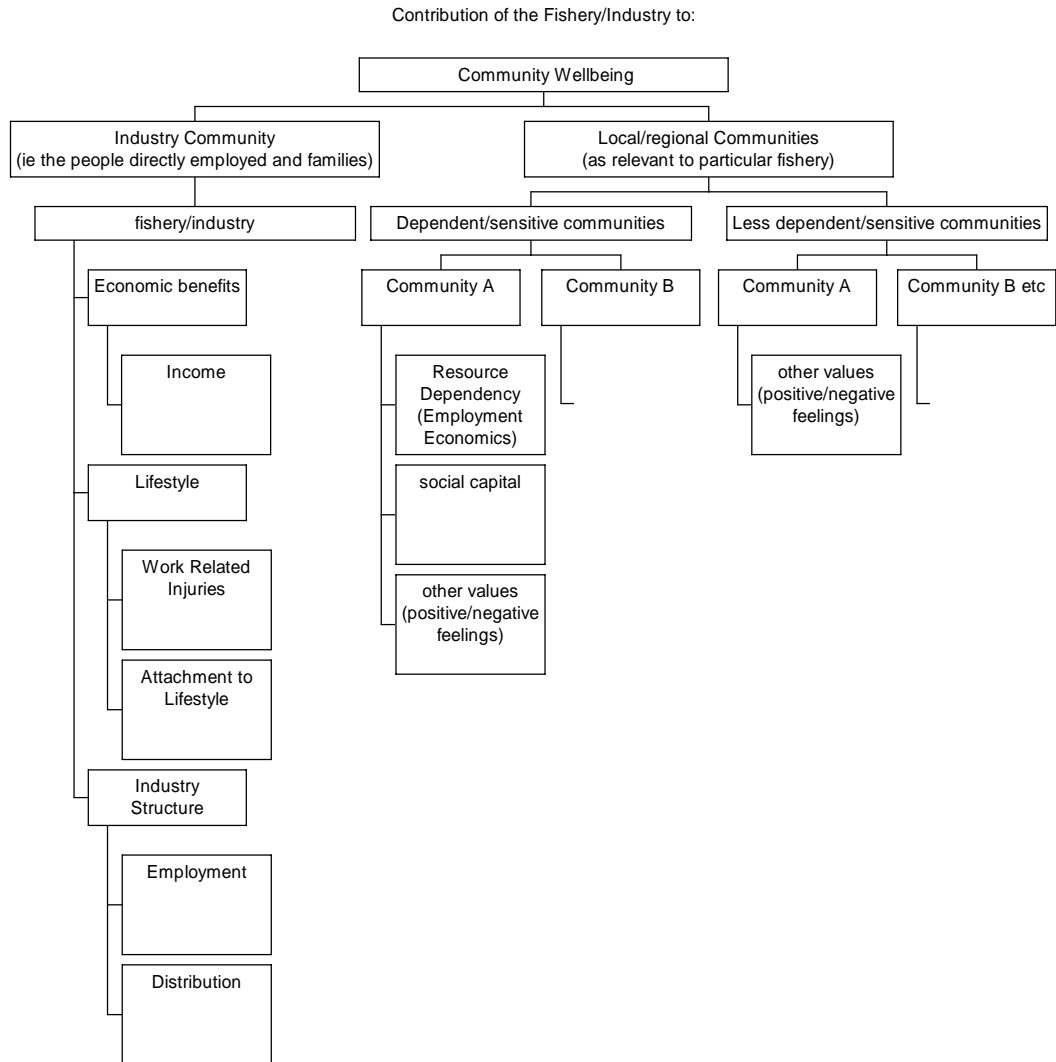 Contribution of the Fishery/Industry to:
Community Wellbeing
Industry Community
(ie the people directly employed and families)
Local/regional Communities
(as relevant to particular fishery)
fishery/industry
Dependent/sensitive communities
Less dependent/sensitive communities
Economic benefits
Community A
Community B
Community A
Community B etc
Income
Resource
Dependency
(Employment
Economics)
other values
(positive/negative
feelings)
Lifestyle
social capital
Work Related
Injuries
other values
(positive/negative
feelings)
Attachment to
Lifestyle
Industry
Structure
Employment
Distribution